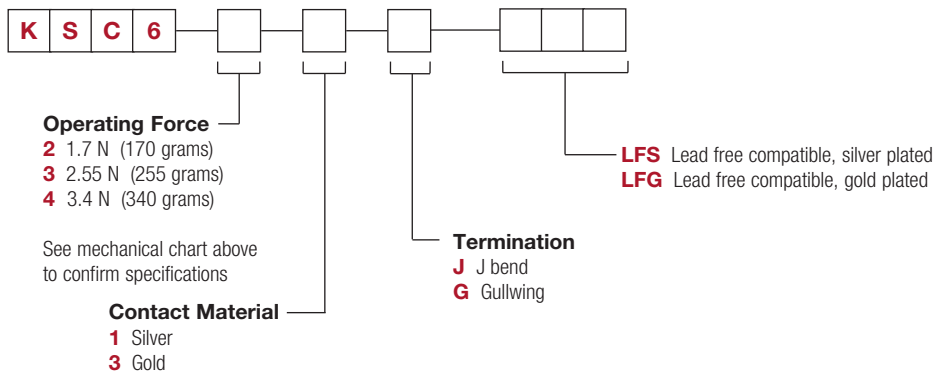 K S C 6
Operating Force
2 1.7 N (170 grams)
3 2.55 N (255 grams)
4 3.4 N (340 grams)
See mechanical chart above
to confirm specifications
Contact Material
1 Silver
3 Gold
Termination
J J bend
G Gullwing
LFS Lead free compatible, silver plated
LFG Lead free compatible, gold plated